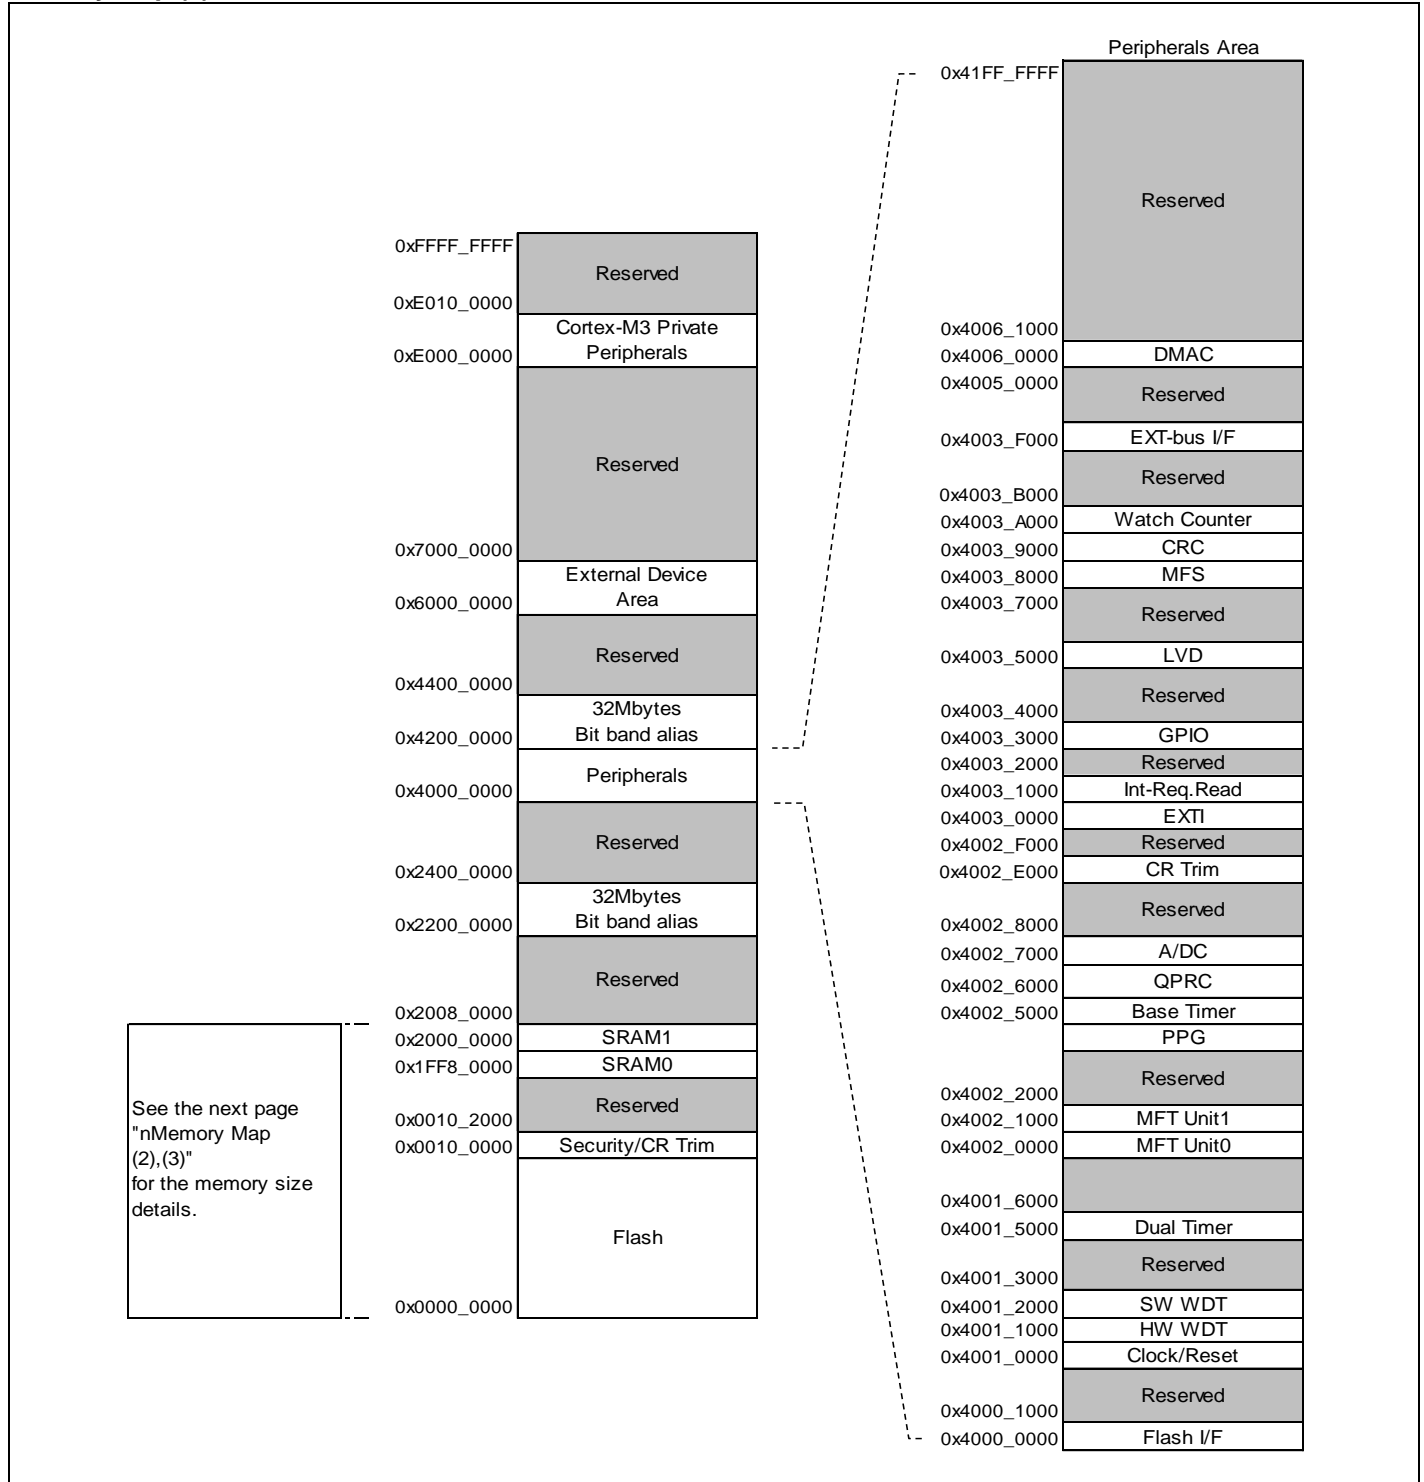 0xFFFF_FFFF
Reserved
0xE010_0000
Cortex-M3 Private
Peripherals
0xE000_0000
Reserved
0x7000_0000
External Device
Area
0x6000_0000
Reserved
0x4400_0000
32Mbytes
Bit band alias
0x4200_0000
Peripherals
0x4000_0000
Reserved
0x2400_0000
32Mbytes
Bit band alias
0x2200_0000
Reserved
0x2008_0000
0x2000_0000 SRAM1
0x1FF8_0000 SRAM0
Reserved
0x0010_2000
0x0010_0000 Security/CR Trim
Flash
0x0000_0000
See the next page
"nMemory Map
(2),(3)"
for the memory size
details.
Peripherals Area
0x41FF_FFFF
Reserved
0x4006_1000
0x4006_0000 DMAC
0x4005_0000
Reserved
0x4003_F000 EXT-bus I/F
Reserved
0x4003_B000
0x4003_A000 Watch Counter
0x4003_9000 CRC
0x4003_8000 MFS
0x4003_7000
Reserved
0x4003_5000 LVD
Reserved
0x4003_4000
0x4003_3000 GPIO
0x4003_2000 Reserved
0x4003_1000 Int-Req.Read
0x4003_0000 EXTI
0x4002_F000 Reserved
0x4002_E000 CR Trim
Reserved
0x4002_8000
0x4002_7000 A/DC
0x4002_6000 QPRC
0x4002_5000 Base Timer
PPG
Reserved
0x4002_2000
0x4002_1000 MFT Unit1
0x4002_0000 MFT Unit0
0x4001_6000
0x4001_5000 Dual Timer
Reserved
0x4001_3000
0x4001_2000 SW WDT
0x4001_1000 HW WDT
0x4001_0000 Clock/Reset
Reserved
0x4000_1000
0x4000_0000 Flash I/F